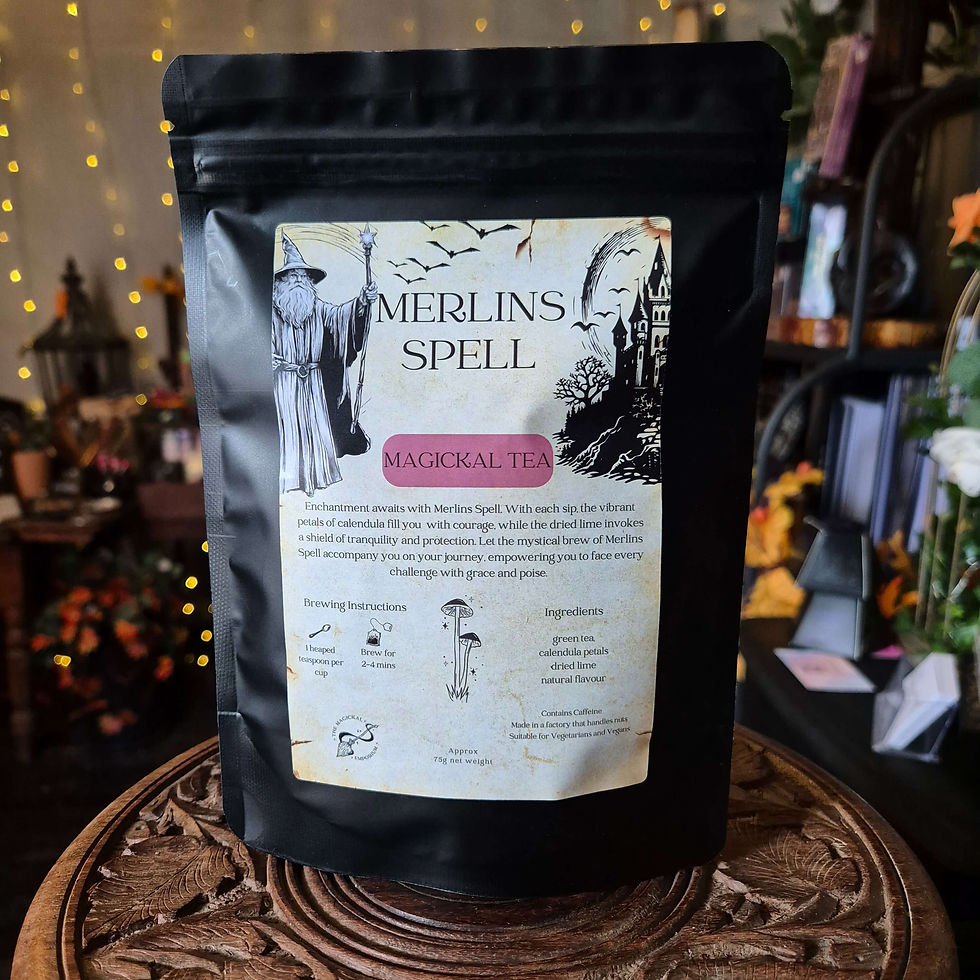 MERLINS
SPELL
MAGICKAL TEA
Enchantment awaits with Merlins Spell. With each sip, the vibrant
petals of calendula fill you with courage, while the dried lime invokes
a shield of tranquility and protection. Let the mystical brew of Merlins
Spell accompany you on your journey, empowering you to face every
challenge with grace and poise.
Brewing Instructions
1 heaped
teaspoon per
cup
Brew for
2-4 mins
Ingredients
green tea,
calendula petals
dried lime
natural flavour
Contains Caffeine
Made in a factory that handles nuts
Suitable for Vegetarians and Vegans
THE MAGICKAL
EMPORIUM
Approx
75g net weight